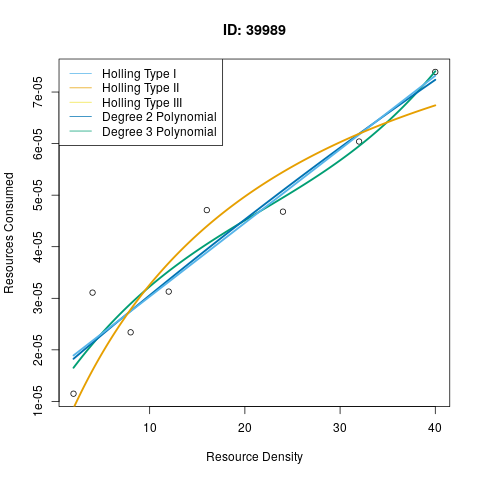 ID: 39989
Holling Type I
Holling Type II
Holling Type III
Degree 2 Polynomial
Degree 3 Polynomial
Resources Consumed
7e-05
6e-05
5e-05
4e-05
3e-05
2e-05
1e-05
10 20 30 40
Resource Density